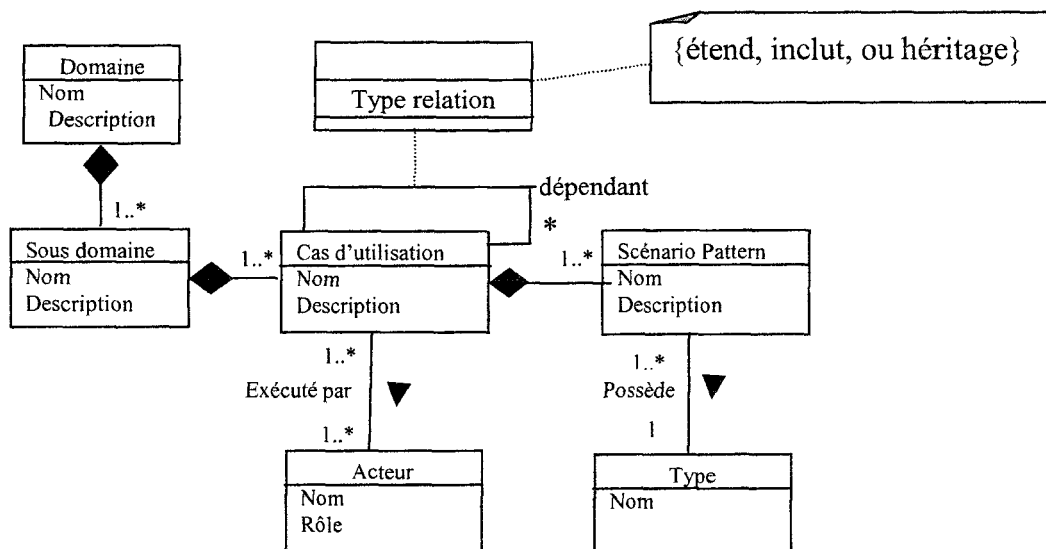 {étend, inclut, ou héritage}
Domaine
Nom
Description
Type relation
dépendant
1..*
*
Sous domaine
Nom
Description
1..*
Cas d'utilisation
Nom
Description
1..*
Scénario Pattern
Nom
Description
1..*
Exécuté par
1..*
1..*
Possède
1
Acteur
Nom
Rôle
Type
Nom